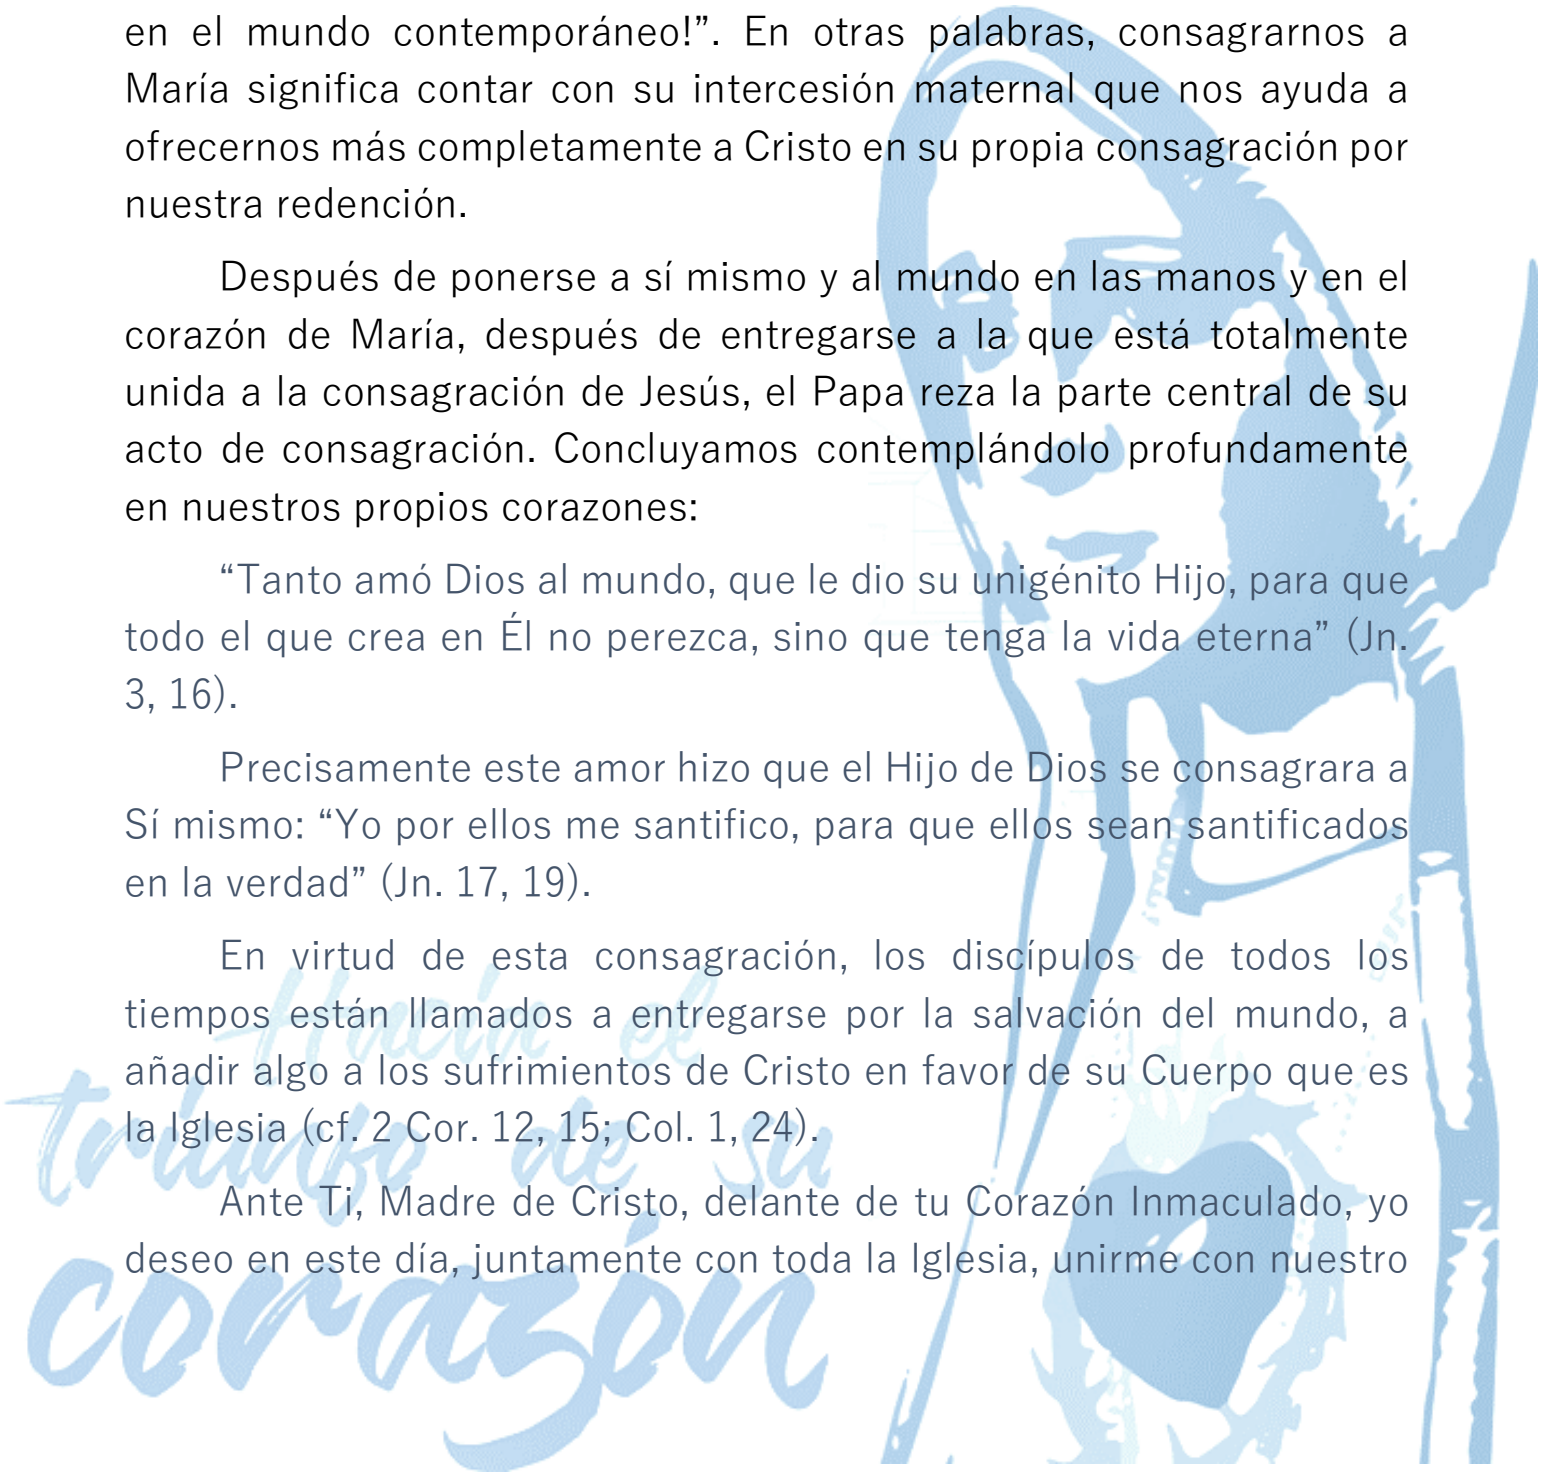 en el mundo contemporáneo!”. En otras palabras, consagrarnos a
María significa contar con su intercesión maternal que nos ayuda a
ofrecernos más completamente a Cristo en su propia consagración por
nuestra redención.
Después de ponerse a sí mismo y al mundo en las manos y en el
corazón de María, después de entregarse a la que está totalmente
unida a la consagración de Jesús, el Papa reza la parte central de su
acto de consagración. Concluyamos contemplándolo profundamente
en nuestros propios corazones:
“Tanto amó Dios al mundo, que le dio su unigénito Hijo, para que
todo el que crea en Él no perezca, sino que tenga la vida eterna” (Jn.
3, 16).
Precisamente este amor hizo que el Hijo de Dios se consagrara a
Sí mismo: “Yo por ellos me santifico, para que ellos sean santificados
en la verdad” (Jn. 17, 19).
En virtud de esta consagración, los discípulos de todos los
tiempos están llamados a entregarse por la salvación del mundo, a
añadir algo a los sufrimientos de Cristo en favor de su Cuerpo que es
la Iglesia (cf. 2 Cor. 12, 15; Col. 1, 24).
Ante Ti, Madre de Cristo, delante de tu Corazón Inmaculado, yo
deseo en este día, juntamente con toda la Iglesia, unirme con nuestro
Hacia el
triunfo de su
corazón